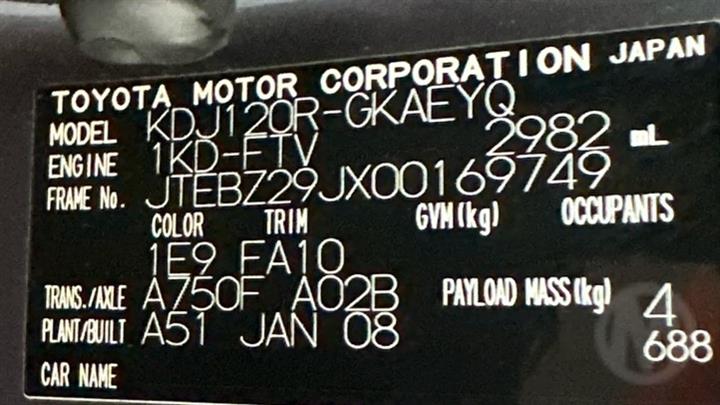 TOYOTA MOTOR CORPORATION JAPAN
MODEL KDJ120R-GKAEYQ
ENGINE 1KD-FTV 2982 mL
FRAME No. JTEBZ29JX00169749
COLOR TRIM GVM(kg) OCCUPANTS
1E9 FA10
TRANS./AXLE A750F A02B PAYLOAD MASS(kg) 4
PLANT/BUILT A51 JAN 08 688
CAR NAME